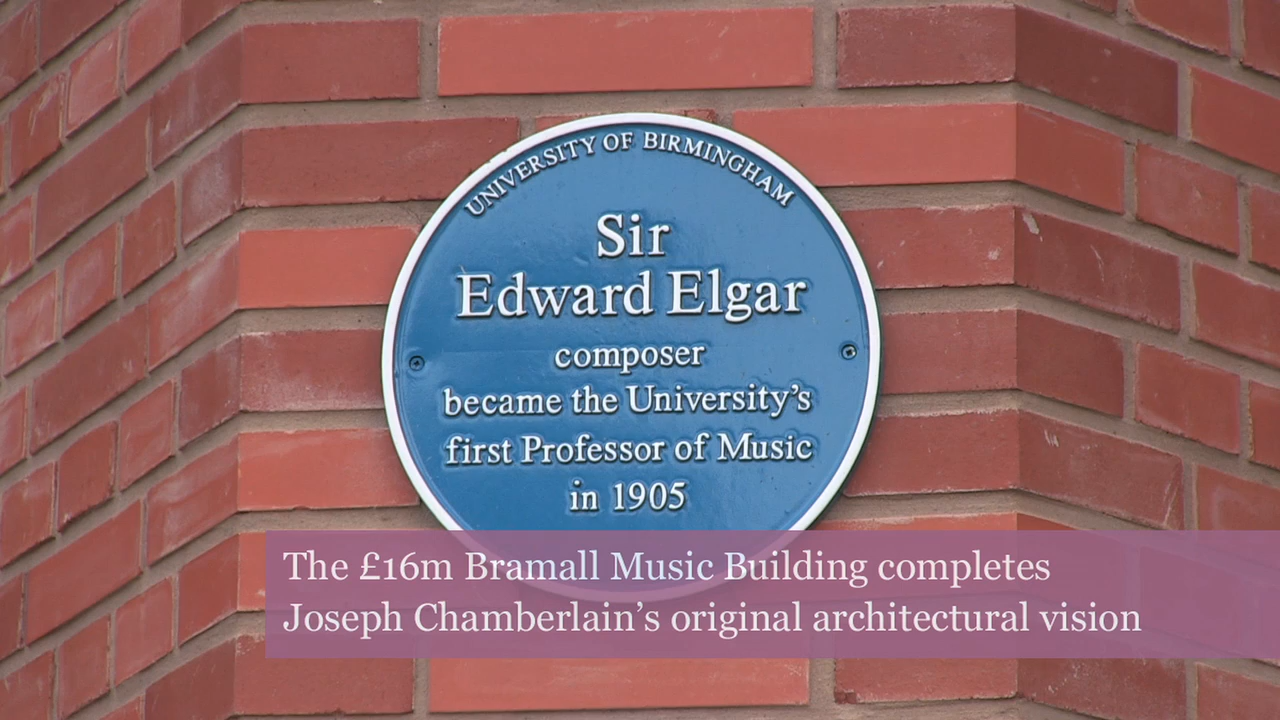 UNIVERSITY OF BIRMINGHAM
Sir
Edward Elgar
composer
became the University's
first Professor of Music
in 1905
The £16m Bramall Music Building completes
Joseph Chamberlain's original architectural vision